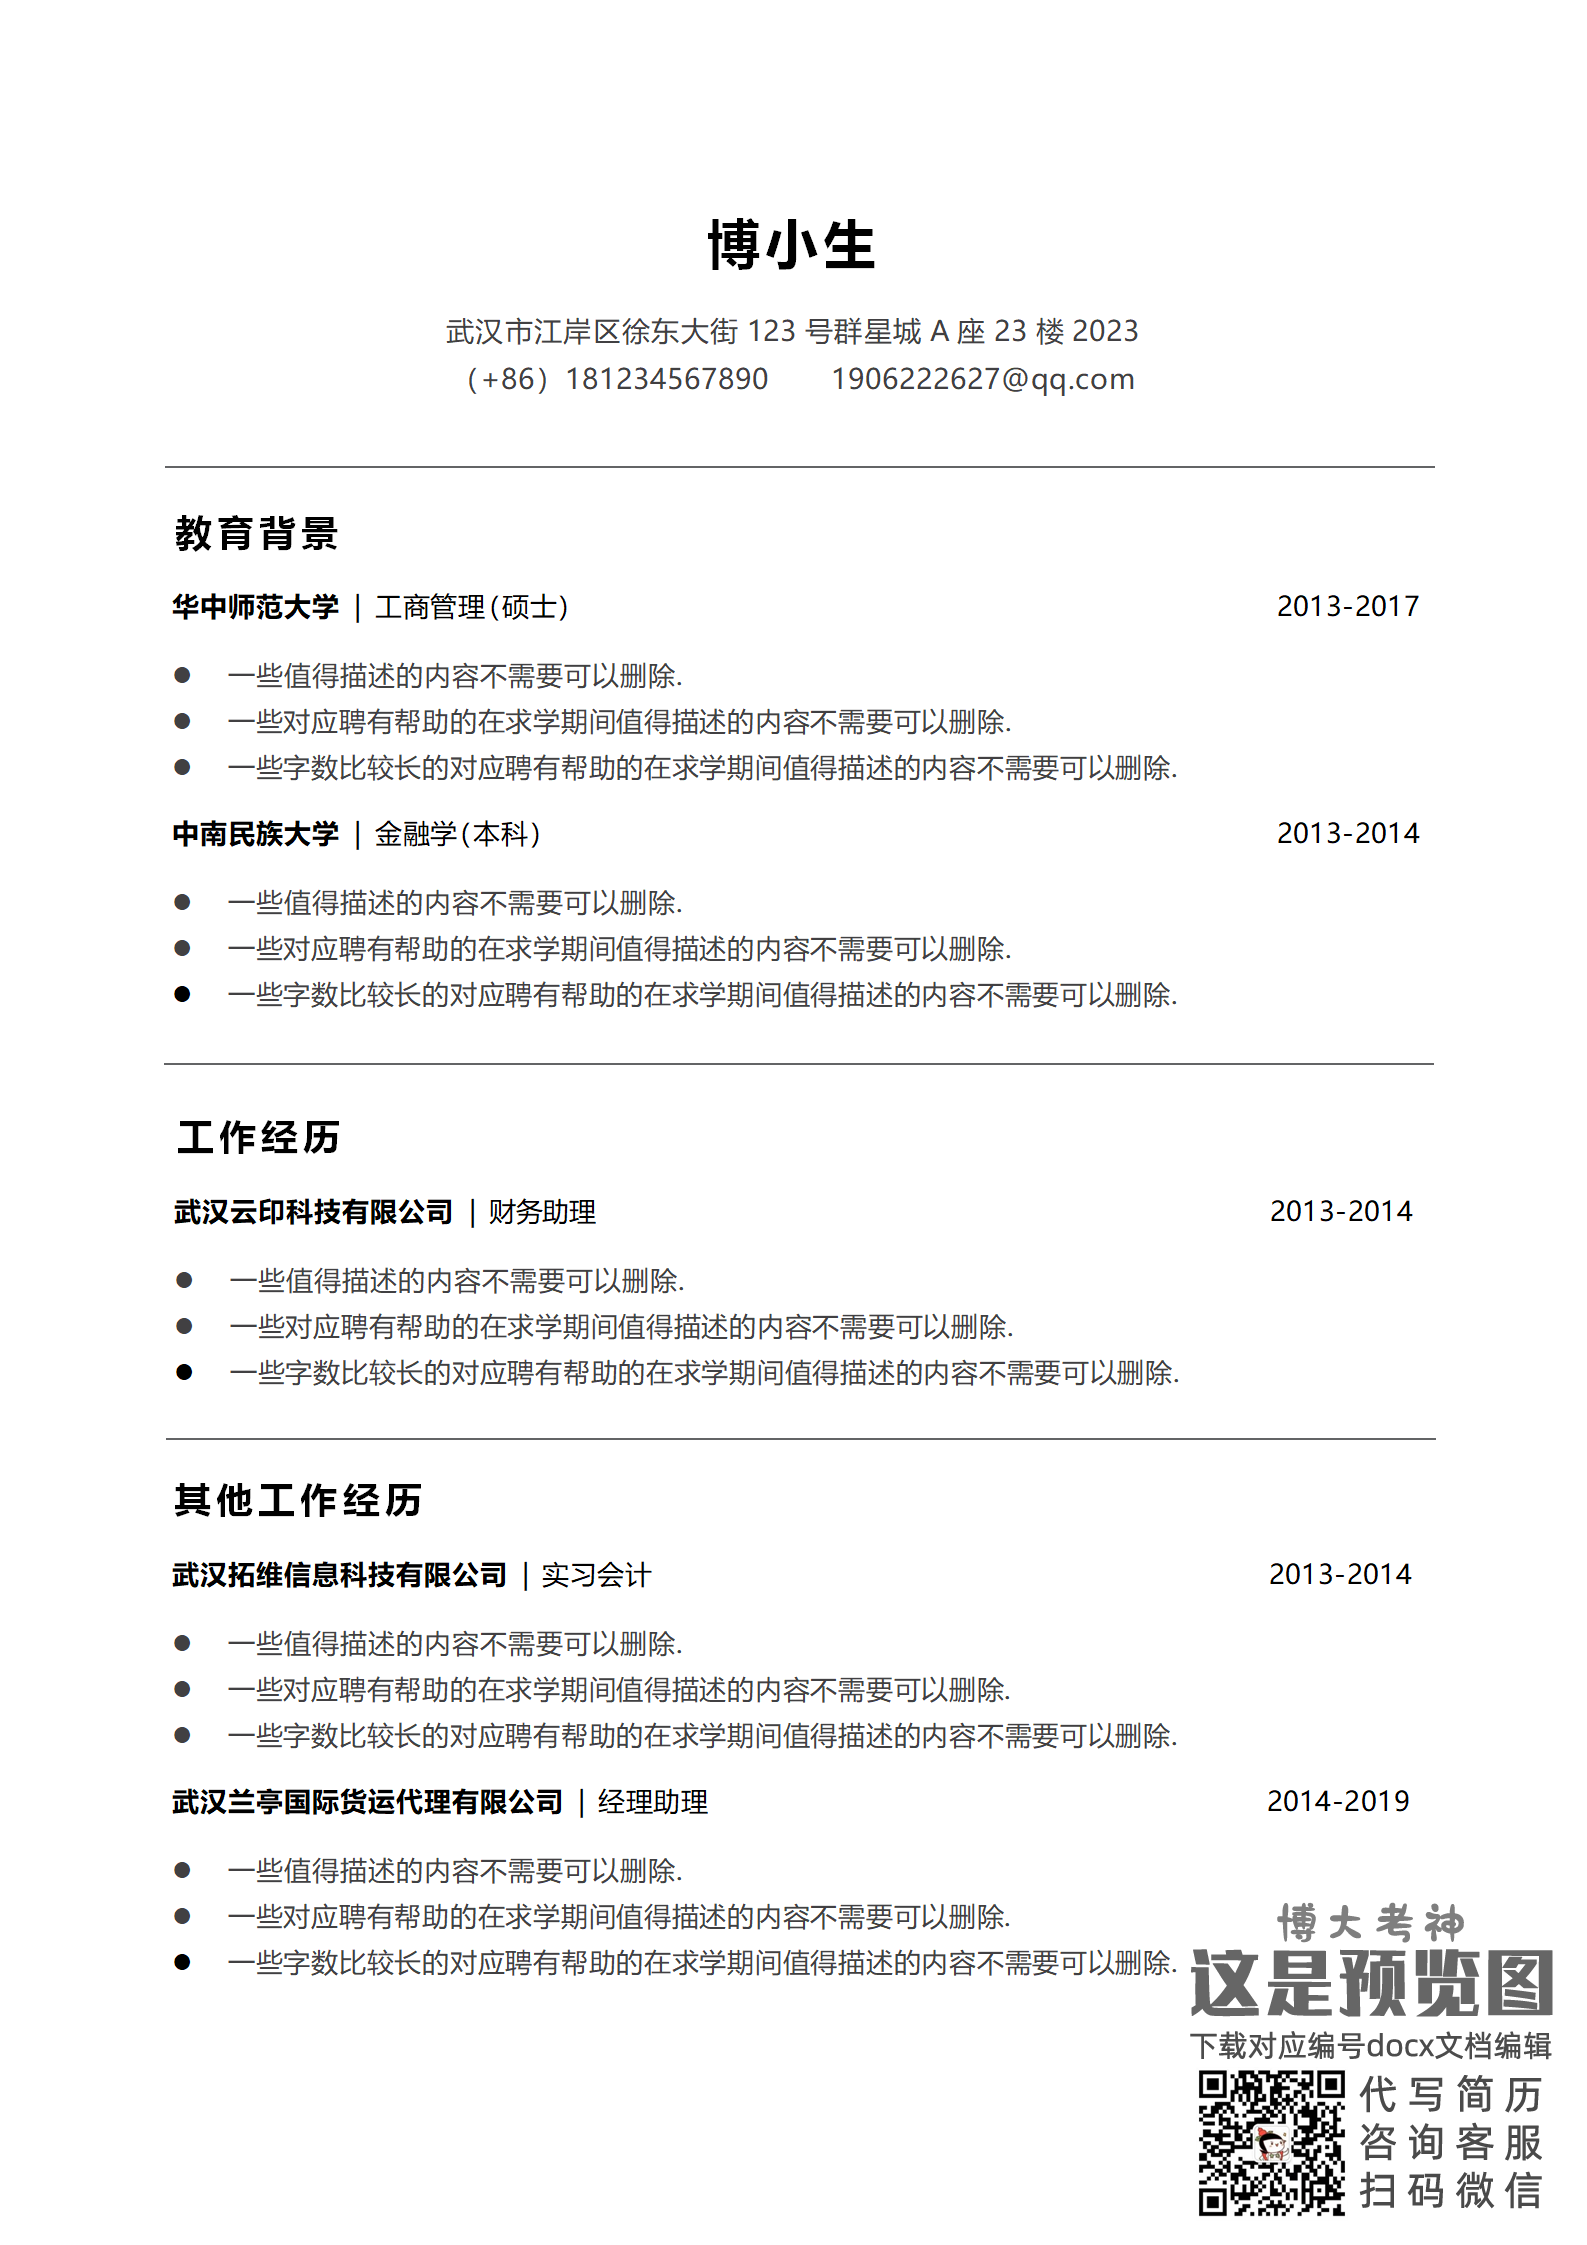 博小生
武汉市江岸区徐东大街 123 号群星城 A 座 23 楼 2023
（+86）181234567890 1906222627@qq.com
教育背景
华中师范大学 | 工商管理(硕士) 2013-2017
● 一些值得描述的内容不需要可以删除.
● 一些对应聘有帮助的在求学期间值得描述的内容不需要可以删除.
● 一些字数比较长的对应聘有帮助的在求学期间值得描述的内容不需要可以删除.
中南民族大学 | 金融学(本科) 2013-2014
● 一些值得描述的内容不需要可以删除.
● 一些对应聘有帮助的在求学期间值得描述的内容不需要可以删除.
● 一些字数比较长的对应聘有帮助的在求学期间值得描述的内容不需要可以删除.
工作经历
武汉云印科技有限公司 | 财务助理 2013-2014
● 一些值得描述的内容不需要可以删除.
● 一些对应聘有帮助的在求学期间值得描述的内容不需要可以删除.
● 一些字数比较长的对应聘有帮助的在求学期间值得描述的内容不需要可以删除.
其他工作经历
武汉拓维信息科技有限公司 | 实习会计 2013-2014
● 一些值得描述的内容不需要可以删除.
● 一些对应聘有帮助的在求学期间值得描述的内容不需要可以删除.
● 一些字数比较长的对应聘有帮助的在求学期间值得描述的内容不需要可以删除.
武汉兰亭国际货运代理有限公司 | 经理助理 2014-2019
● 一些值得描述的内容不需要可以删除.
● 一些对应聘有帮助的在求学期间值得描述的内容不需要可以删除.
● 一些字数比较长的对应聘有帮助的在求学期间值得描述的内容不需要可以删除.
博大考神
这是预览图
下载对应编号docx文档编辑
代写简历
咨询客服
扫码微信